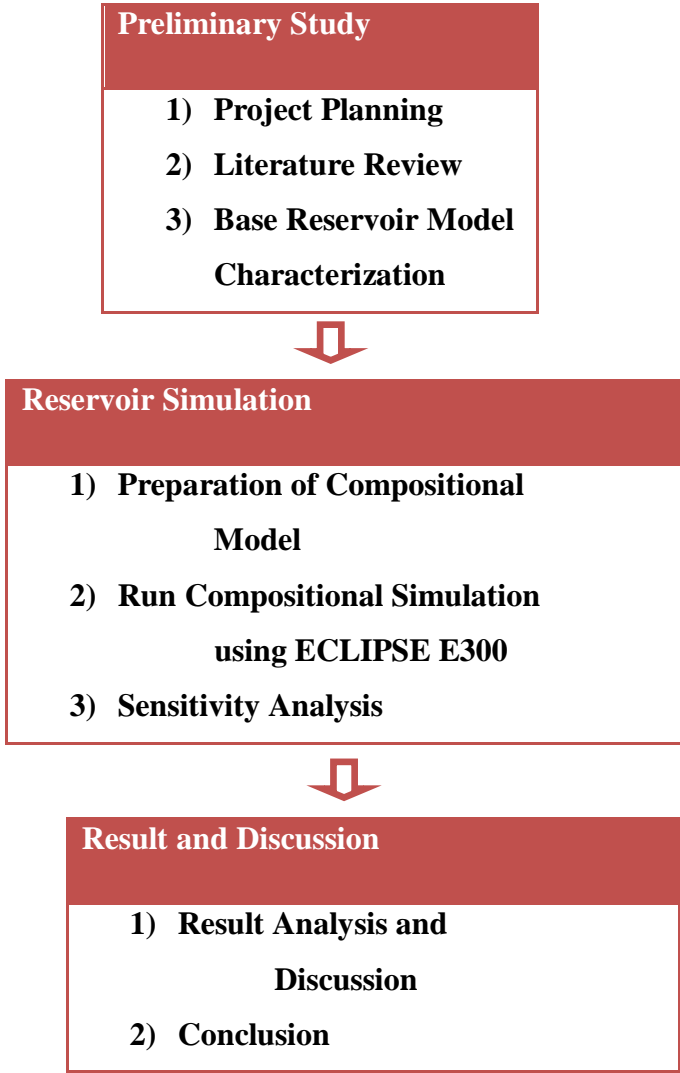 Preliminary Study
1) Project Planning
2) Literature Review
3) Base Reservoir Model
Characterization
Reservoir Simulation
1) Preparation of Compositional
Model
2) Run Compositional Simulation
using ECLIPSE E300
3) Sensitivity Analysis
Result and Discussion
1) Result Analysis and
Discussion
2) Conclusion